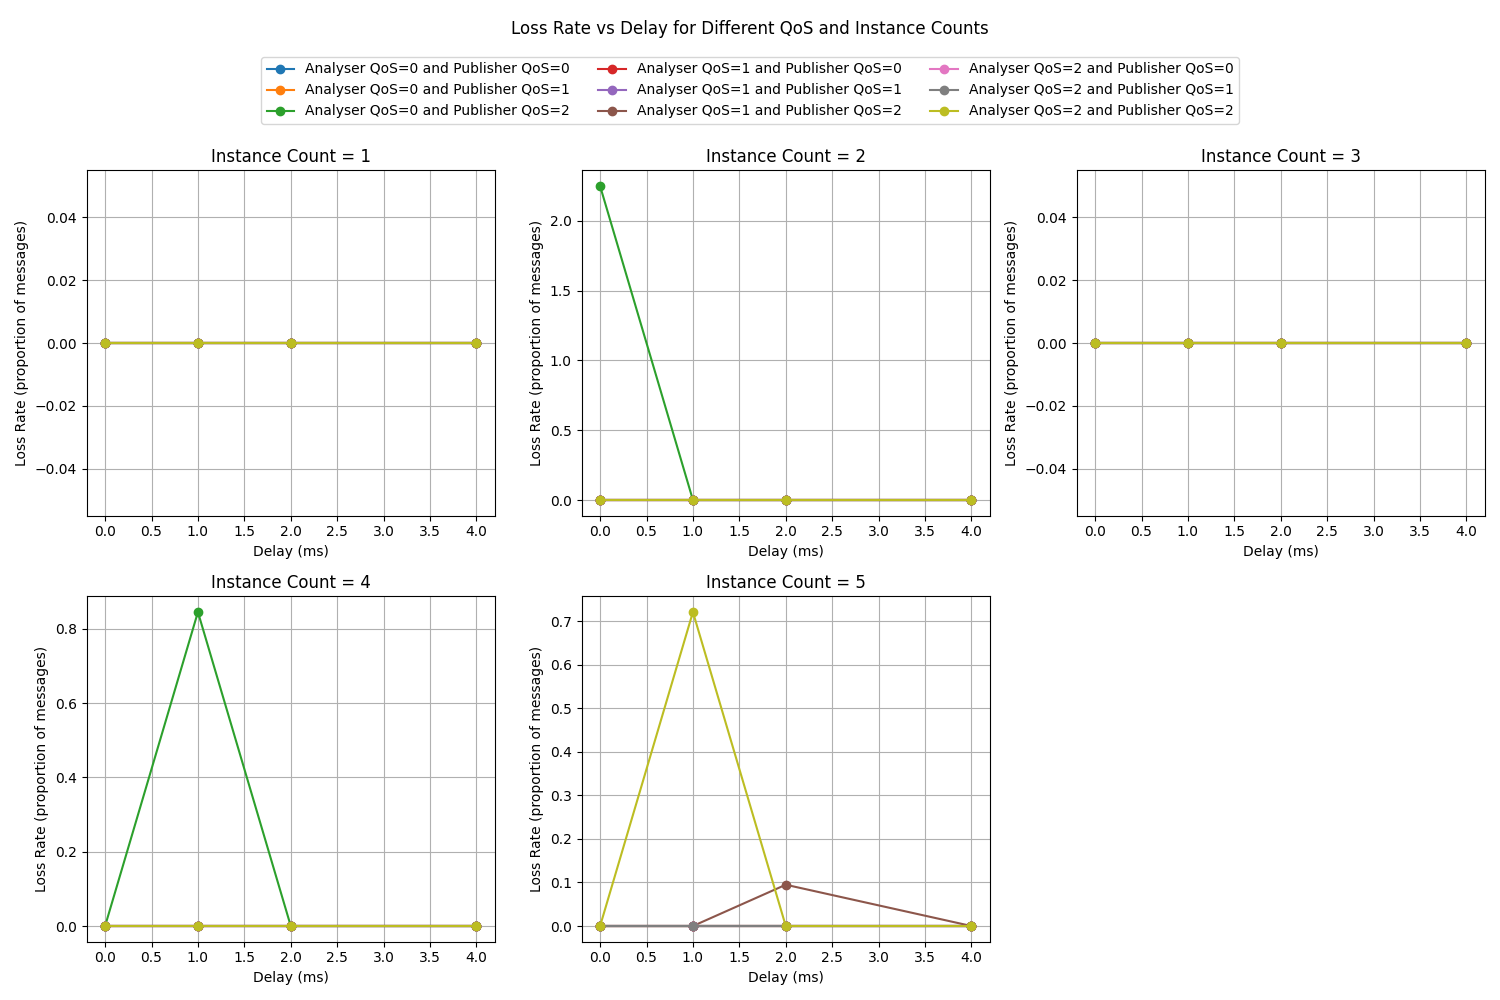 Loss Rate vs Delay for Different QoS and Instance Counts
Analyser QoS=0 and Publisher QoS=0
Analyser QoS=0 and Publisher QoS=1
Analyser QoS=0 and Publisher QoS=2
Analyser QoS=1 and Publisher QoS=0
Analyser QoS=1 and Publisher QoS=1
Analyser QoS=1 and Publisher QoS=2
Analyser QoS=2 and Publisher QoS=0
Analyser QoS=2 and Publisher QoS=1
Analyser QoS=2 and Publisher QoS=2
Instance Count = 1
Loss Rate (proportion of messages)
0.04
0.02
0.00
−0.02
−0.04
0.0 0.5 1.0 1.5 2.0 2.5 3.0 3.5 4.0
Delay (ms)
Instance Count = 2
Loss Rate (proportion of messages)
2.0
1.5
1.0
0.5
0.0
0.0 0.5 1.0 1.5 2.0 2.5 3.0 3.5 4.0
Delay (ms)
Instance Count = 3
Loss Rate (proportion of messages)
0.04
0.02
0.00
−0.02
−0.04
0.0 0.5 1.0 1.5 2.0 2.5 3.0 3.5 4.0
Delay (ms)
Instance Count = 4
Loss Rate (proportion of messages)
0.8
0.6
0.4
0.2
0.0
0.0 0.5 1.0 1.5 2.0 2.5 3.0 3.5 4.0
Delay (ms)
Instance Count = 5
Loss Rate (proportion of messages)
0.7
0.6
0.5
0.4
0.3
0.2
0.1
0.0
0.0 0.5 1.0 1.5 2.0 2.5 3.0 3.5 4.0
Delay (ms)